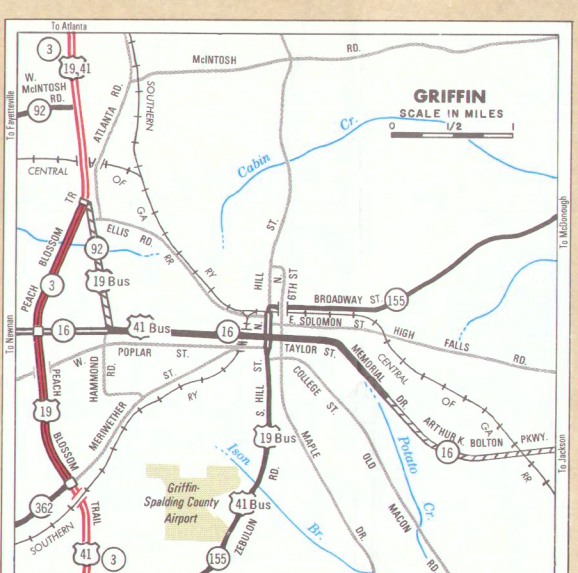 To Atlanta
3
19,41
W.
McINTOSH
RD.
92
To Fayetteville
McINTOSH
RD.
ATLANTA RD.
SOUTHERN
GRIFFIN
SCALE IN MILES
0 1/2 1
Cabin Cr.
CENTRAL
OF
GA
TR
ELLIS RD.
RR
RY
92
19 Bus
PEACH BLOSSOM
3
To McDonough
HILL
ST.
N.
6TH ST
BROADWAY ST.
155
E. SOLOMON ST
HIGH
FALLS
RD.
16
41 Bus
16
N.
To Newnan
W.
POPLAR ST.
TAYLOR ST.
HAMMOND RD.
MERIWETHER ST.
RY
S. HILL ST.
COLLEGE ST.
MEMORIAL DR.
CENTRAL
OF
GA
RR
PEACH
19
BLOSSOM
ARTHUR K. BOLTON PKWY.
16
To Jackson
19 Bus
MAPLE
DR.
OLD
MACON
RD.
Potato
Cr.
Ison
Br.
Griffin-
Spalding County
Airport
41 Bus
ZEBULON RD.
155
362
SOUTHERN
TRAIL
41
3